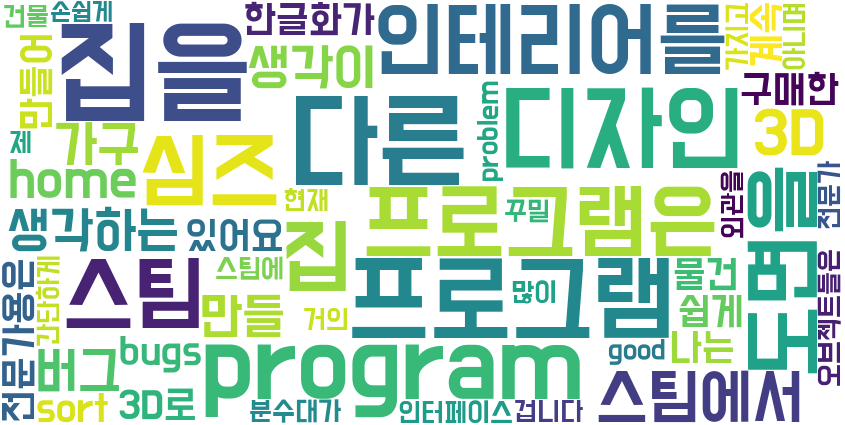 건물
손쉽게
한글화가
인테리어를
가지고
계속
아니며
만들어
집을
생각이
구매한
다른
디자인
problem
3D
제
가구
심즈
home
현재
프로그램은
꾸밀
외관을
전문가
도면을
생각하는
있어요
집
스팀에
스팀
프로그램
많이
물건
쉽게
전문가용은
간단하게
만들
거의
오브젝트들은
버그
bugs
program
good
나는
sort
3D로
분수대가
인터페이스
겁니다
스팀에서